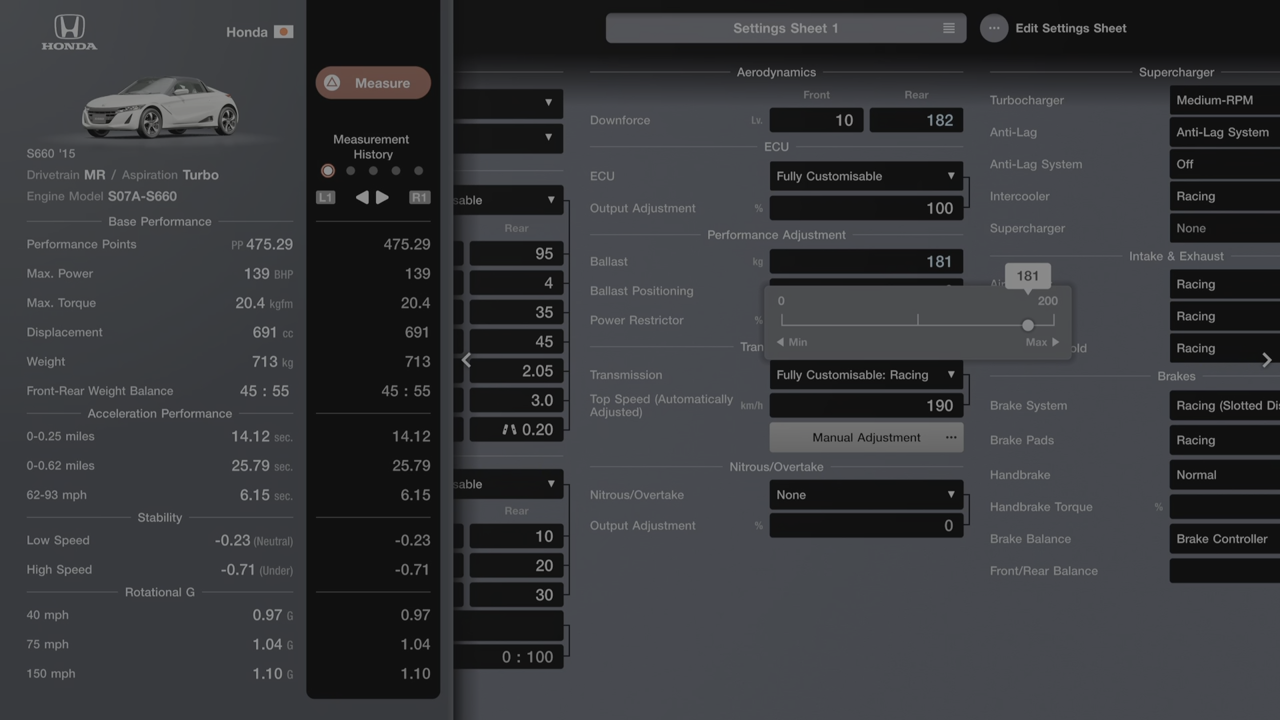 HONDA
Honda
S660 '15
Drivetrain MR / Aspiration Turbo
Engine Model S07A-S660
Base Performance
Performance Points PP 475.29
Max. Power 139 BHP
Max. Torque 20.4 kgfm
Displacement 691 cc
Weight 713 kg
Front-Rear Weight Balance 45 : 55
Acceleration Performance
0-0.25 miles 14.12 sec.
0-0.62 miles 25.79 sec.
62-93 mph 6.15 sec.
Stability
Low Speed -0.23 (Neutral)
High Speed -0.71 (Under)
Rotational G
40 mph 0.97 G
75 mph 1.04 G
150 mph 1.10 G
Measure
Measurement
History
L1 R1
475.29
139
20.4
691
713
45 : 55
14.12
25.79
6.15
-0.23
-0.71
0.97
1.04
1.10
Settings Sheet 1
Edit Settings Sheet
sable
Rear
95
4
35
45
2.05
3.0
0.20
sable
Rear
10
20
30
0 : 100
Aerodynamics
Front Rear
Downforce Lv. 10 182
ECU
ECU Fully Customisable
Output Adjustment % 100
Performance Adjustment
Ballast kg 181
Ballast Positioning
Power Restrictor %
181
0 200
Min Max
Tran
Transmission Fully Customisable: Racing
Top Speed (Automatically
Adjusted) km/h 190
Manual Adjustment
Nitrous/Overtake
Nitrous/Overtake None
Output Adjustment % 0
Supercharger
Turbocharger Medium-RPM
Anti-Lag Anti-Lag System
Anti-Lag System Off
Intercooler Racing
Supercharger None
Intake & Exhaust
Racing
Racing
old Racing
Brakes
Brake System Racing (Slotted Dis
Brake Pads Racing
Handbrake Normal
Handbrake Torque %
Brake Balance Brake Controller
Front/Rear Balance